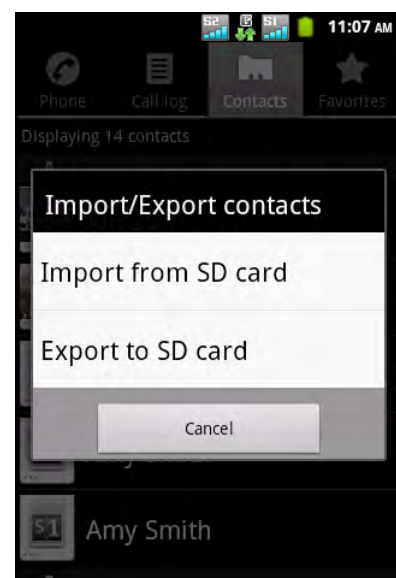 S2 S1 11:07 AM
Phone Call log Contacts Favorites
Displaying 14 contacts
A
Import/Export contacts
Import from SD card
Export to SD card
Cancel
S1 Amy Smith